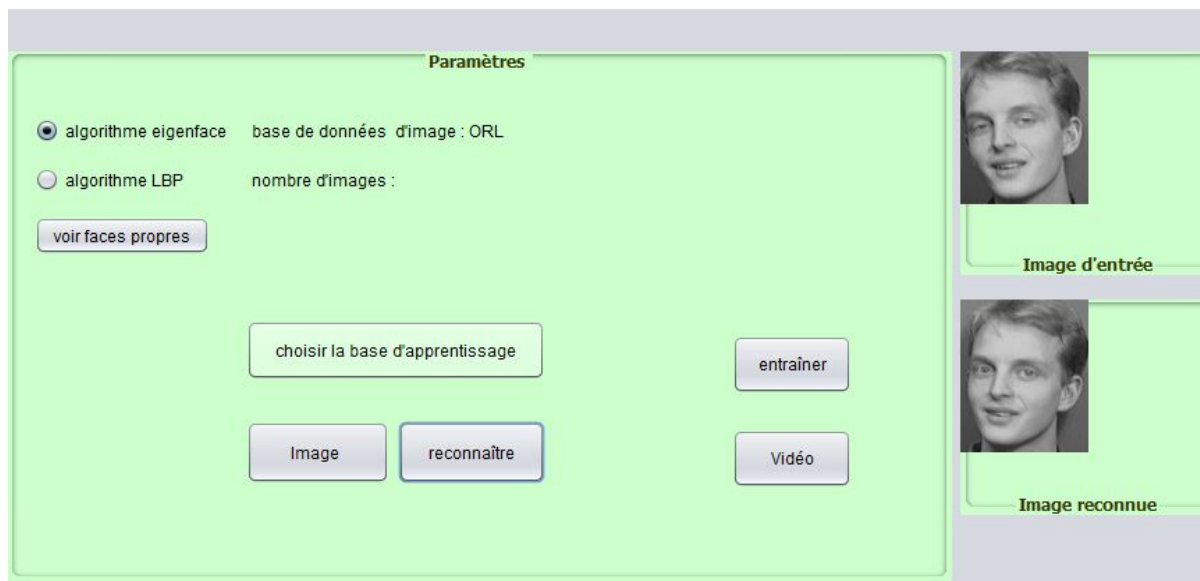 Paramètres
algorithme eigenface
base de données d'image : ORL
algorithme LBP
nombre d'images :
voir faces propres
choisir la base d'apprentissage
entraîner
Image
reconnaître
Vidéo
Image d'entrée
Image reconnue